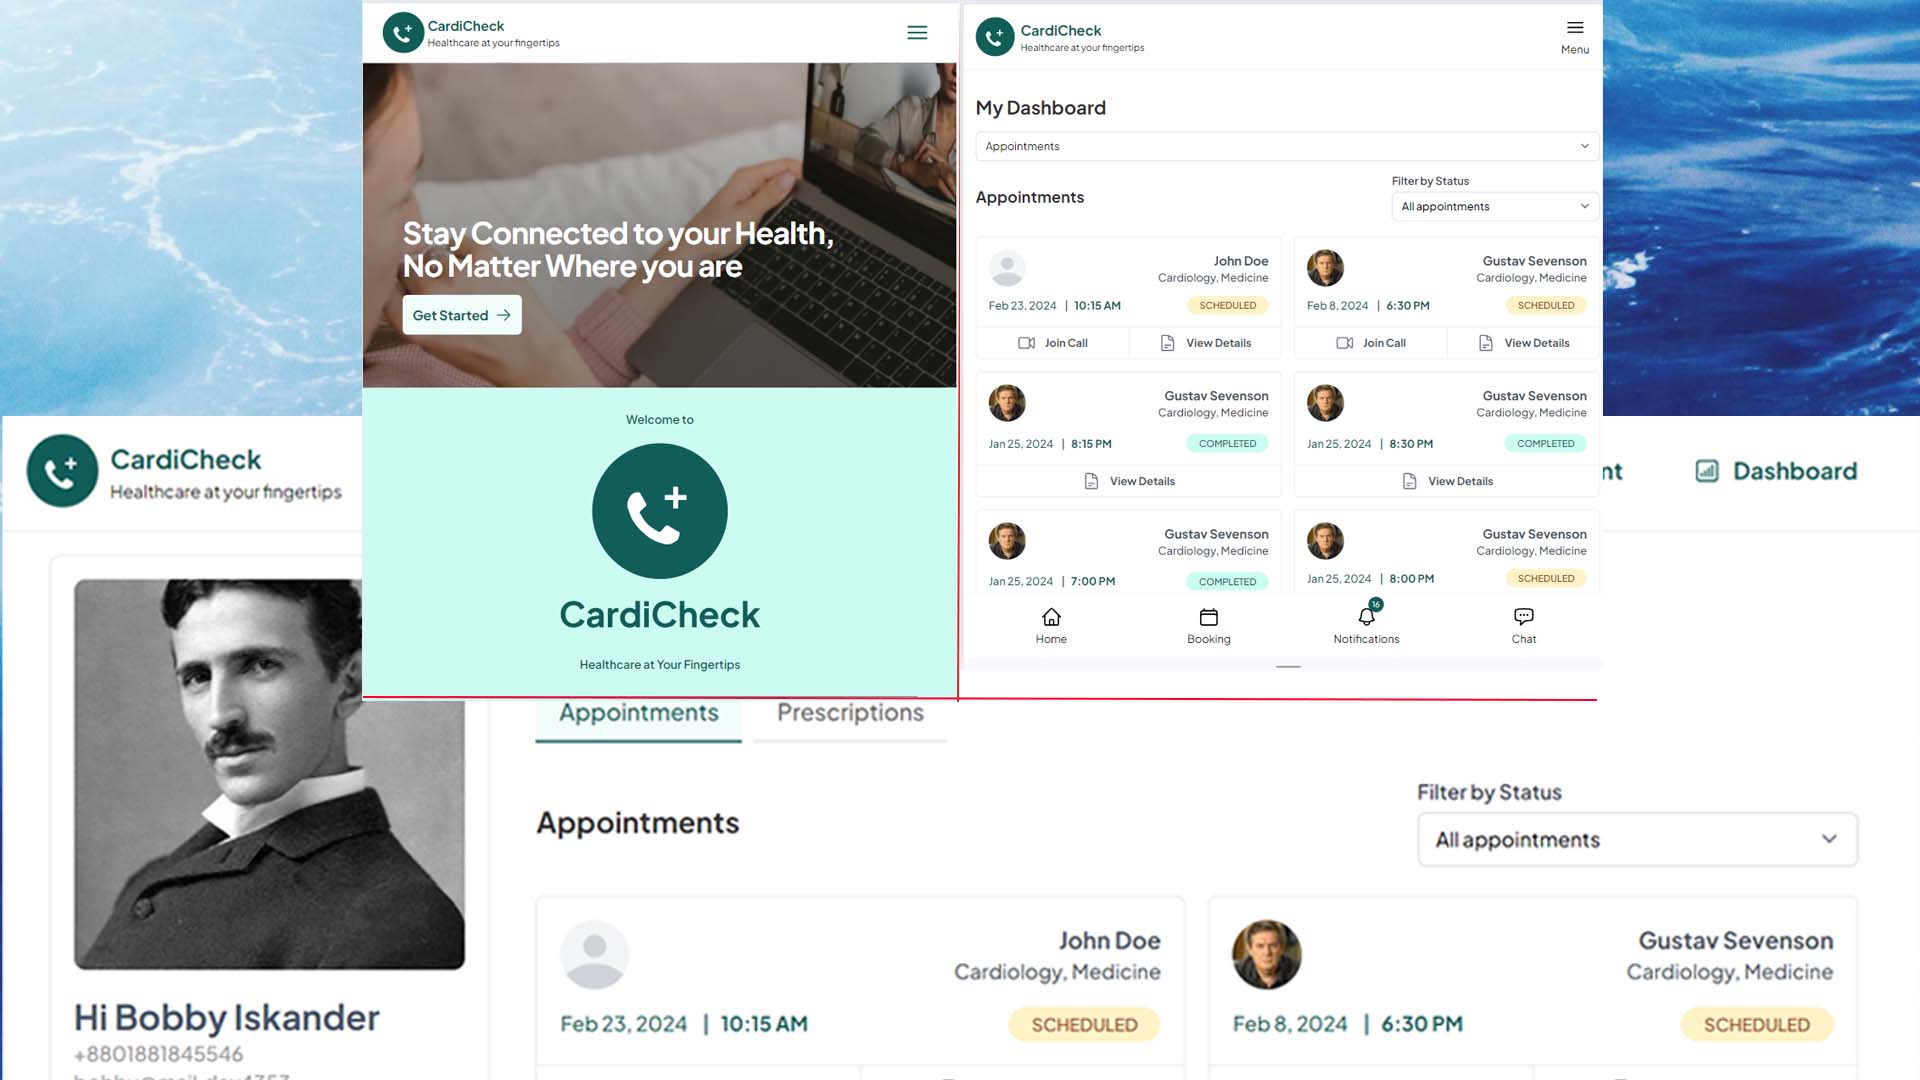 CardiCheck
Healthcare at your fingertips
Stay Connected to your Health,
No Matter Where you are
Get Started
Welcome to
CardiCheck
Healthcare at Your Fingertips
CardiCheck
Healthcare at your fingertips
Menu
My Dashboard
Appointments
Appointments
Filter by Status
All appointments
John Doe
Cardiology, Medicine
Feb 23, 2024 | 10:15 AM
SCHEDULED
Join Call
View Details
Gustav Sevenson
Cardiology, Medicine
Feb 8, 2024 | 6:30 PM
SCHEDULED
Join Call
View Details
Gustav Sevenson
Cardiology, Medicine
Jan 25, 2024 | 8:15 PM
COMPLETED
View Details
Gustav Sevenson
Cardiology, Medicine
Jan 25, 2024 | 8:30 PM
COMPLETED
View Details
Gustav Sevenson
Cardiology, Medicine
Jan 25, 2024 | 7:00 PM
COMPLETED
Gustav Sevenson
Cardiology, Medicine
Jan 25, 2024 | 8:00 PM
SCHEDULED
Home
Booking
16
Notifications
Chat
CardiCheck
Healthcare at your fingertips
nt
Dashboard
Hi Bobby Iskander
+8801881845546
Appointments
Prescriptions
Appointments
Filter by Status
All appointments
John Doe
Cardiology, Medicine
Feb 23, 2024 | 10:15 AM
SCHEDULED
Gustav Sevenson
Cardiology, Medicine
Feb 8, 2024 | 6:30 PM
SCHEDULED